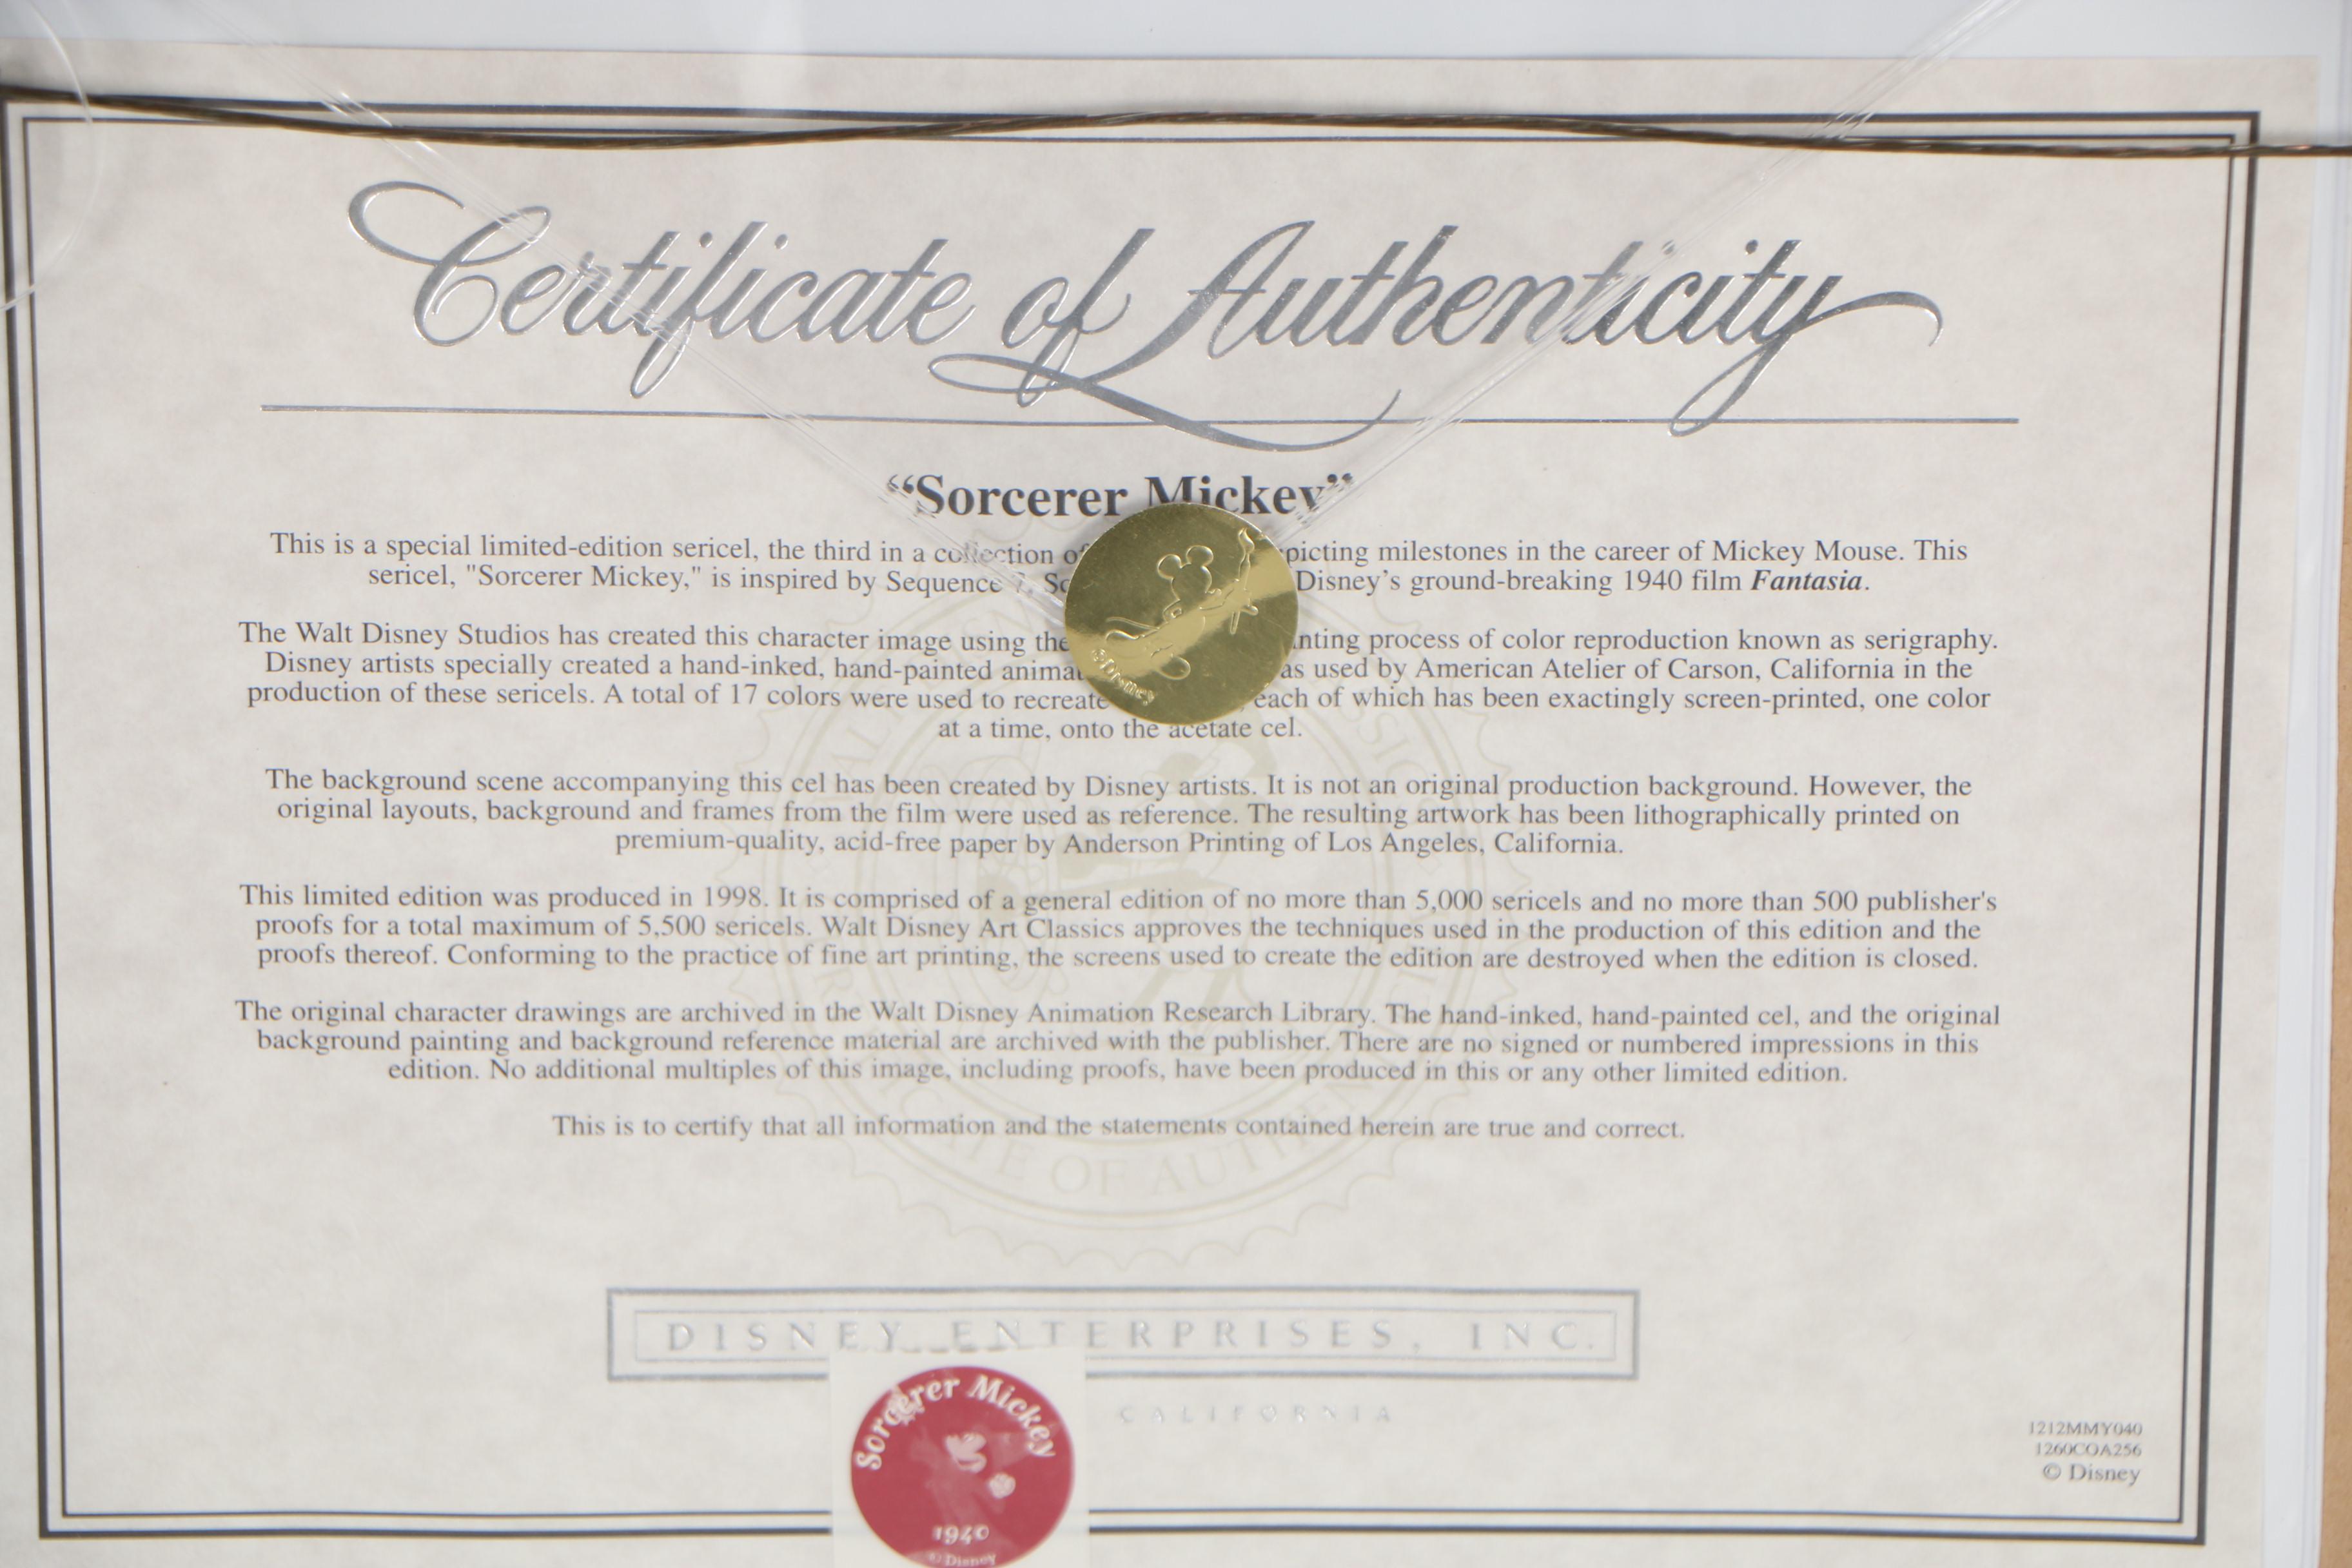 Certificate of Authenticity
“Sorcerer Mickey”
This is a special limited-edition sericel, the third in a collection of picting milestones in the career of Mickey Mouse. This
sericel, "Sorcerer Mickey," is inspired by Sequence 7, Disney’s ground-breaking 1940 film Fantasia.
The Walt Disney Studios has created this character image using the nting process of color reproduction known as serigraphy.
Disney artists specially created a hand-inked, hand-painted animat as used by American Atelier of Carson, California in the
production of these sericels. A total of 17 colors were used to recreate each of which has been exactingly screen-printed, one color
at a time, onto the acetate cel.
The background scene accompanying this cel has been created by Disney artists. It is not an original production background. However, the
original layouts, background and frames from the film were used as reference. The resulting artwork has been lithographically printed on
premium-quality, acid-free paper by Anderson Printing of Los Angeles, California.
This limited edition was produced in 1998. It is comprised of a general edition of no more than 5,000 sericels and no more than 500 publisher's
proofs for a total maximum of 5,500 sericels. Walt Disney Art Classics approves the techniques used in the production of this edition and the
proofs thereof. Conforming to the practice of fine art printing, the screens used to create the edition are destroyed when the edition is closed.
The original character drawings are archived in the Walt Disney Animation Research Library. The hand-inked, hand-painted cel, and the original
background painting and background reference material are archived with the publisher. There are no signed or numbered impressions in this
edition. No additional multiples of this image, including proofs, have been produced in this or any other limited edition.
This is to certify that all information and the statements contained herein are true and correct.
©Disney
DISNEY ENTERPRISES, INC.
CALIFORNIA
Sorcerer Mickey
1940
© Disney
1212MMY040
1260COA256
© Disney